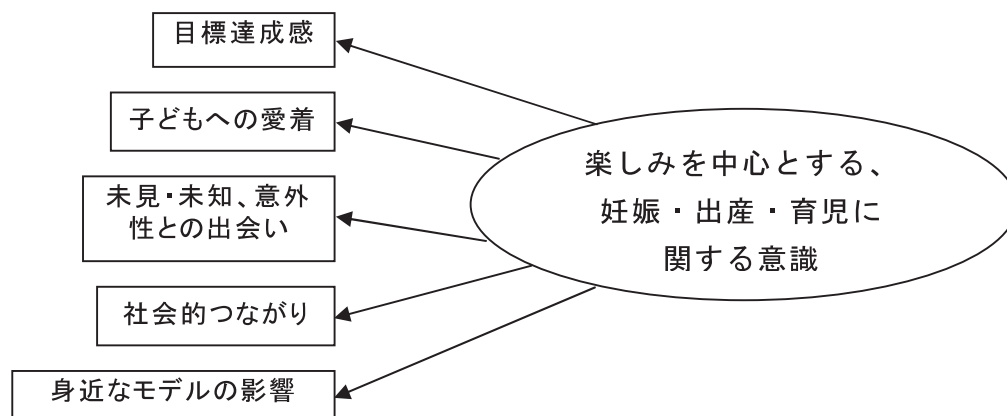 目標達成感
子どもへの愛着
未見・未知、意外
性との出会い
社会的つながり
身近なモデルの影響
楽しみを中心とする、
妊娠・出産・育児に
関する意識